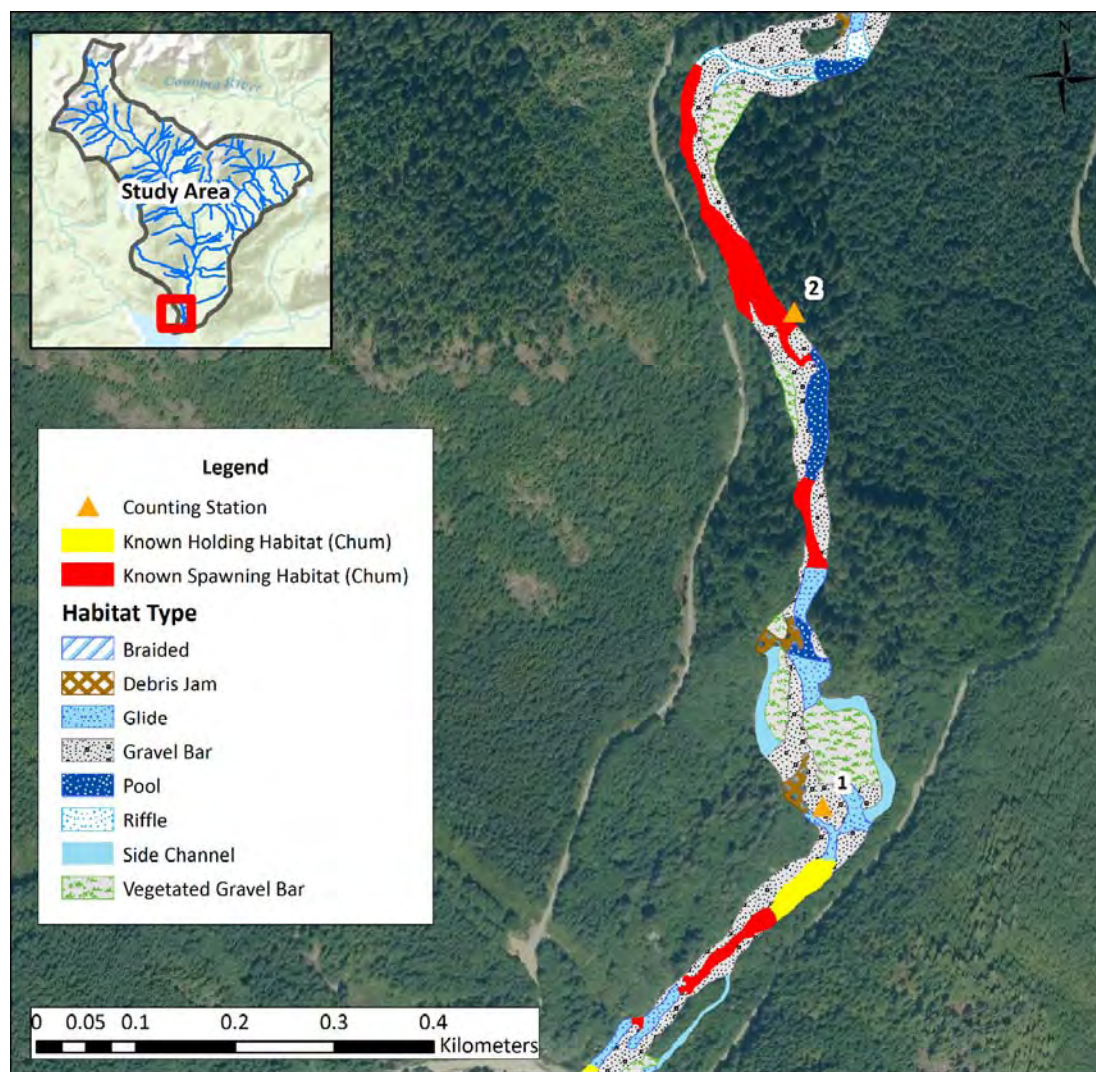 N
Study Area
2
Legend
Counting Station
Known Holding Habitat (Chum)
Known Spawning Habitat (Chum)
Habitat Type
Braided
Debris Jam
Glide
Gravel Bar
Pool
Riffle
Side Channel
Vegetated Gravel Bar
1
0 0.05 0.1 0.2 0.3 0.4
Kilometers